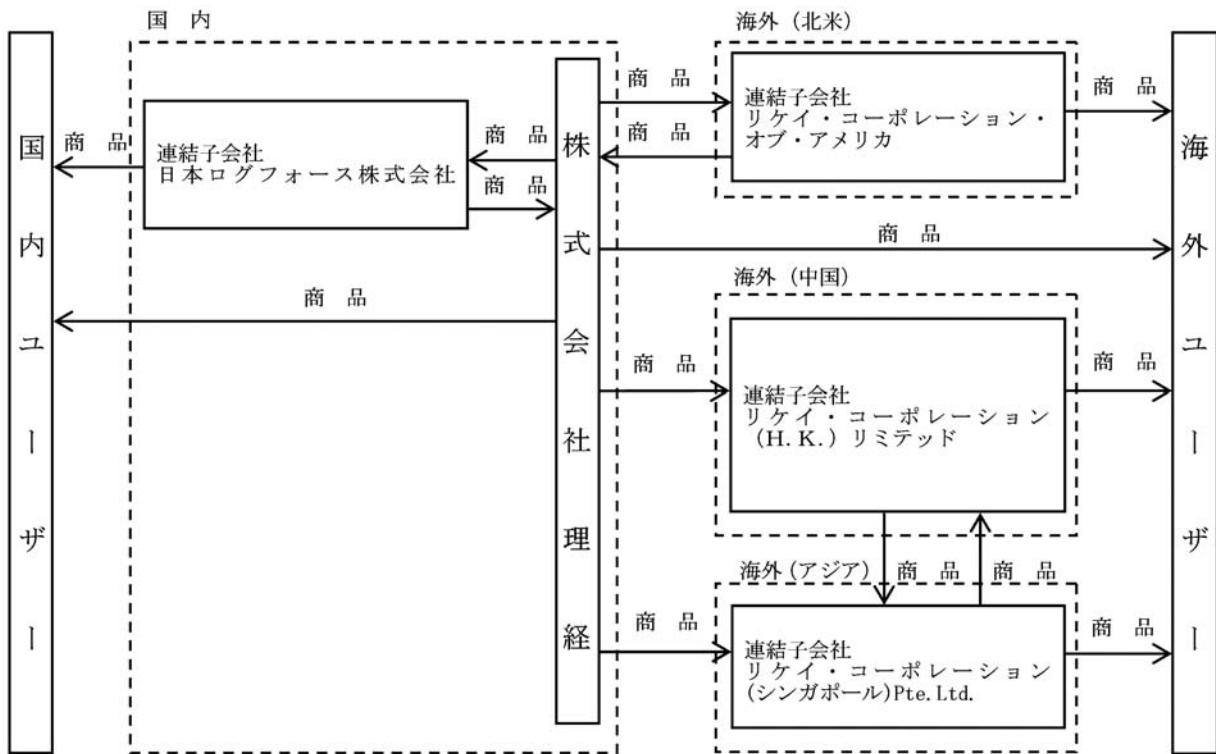 国 内
海外（北米）
国内ユーザー
商 品
連結子会社
日本ログフォース株式会社
商 品
商 品
商 品
株式会社理経
商 品
商 品
連結子会社
リケイ・コーポレーション・
オブ・アメリカ
商 品
商 品
海外ユーザー
海外（中国）
商 品
連結子会社
リケイ・コーポレーション
（H.K.）リミテッド
商 品
海外（アジア）
商 品
商 品
商 品
連結子会社
リケイ・コーポレーション
(シンガポール)Pte.Ltd.
商 品